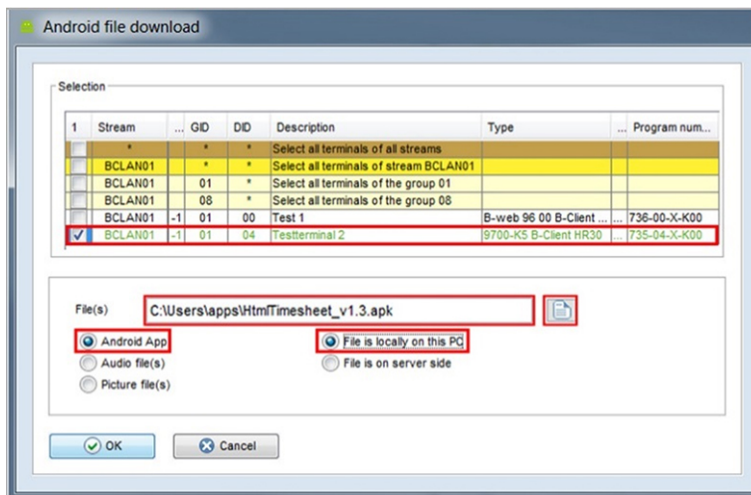 Android file download
Selection
1 Stream ... GID DID Description Type ... Program num...
* * * Select all terminals of all streams
BCLAN01 * * Select all terminals of stream BCLAN01
BCLAN01 01 * Select all terminals of the group 01
BCLAN01 08 * Select all terminals of the group 08
BCLAN01 -1 01 00 Test 1 B-web 96 00 B-Client ... ... 736-00-X-K00
BCLAN01 -1 01 04 Testterminal 2 9700-K5 B-Client HR30 ... 735-04-X-K00
File(s) C:\Users\apps\HtmlTimesheet_v1.3.apk
Android App File is locally on this PC
Audio file(s) File is on server side
Picture file(s)
OK Cancel